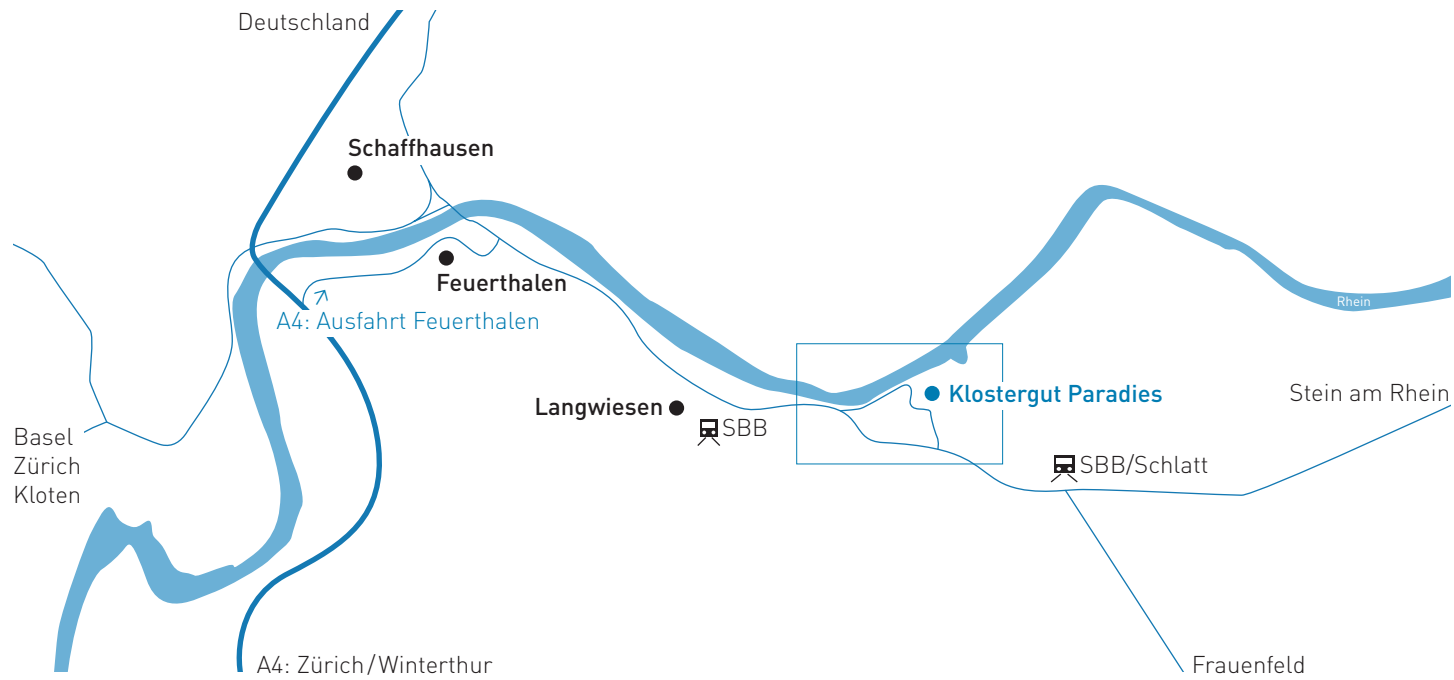 Deutschland
Schaffhausen
Feuerthalen
Rhein
A4: Ausfahrt Feuerthalen
Klostergut Paradies
Stein am Rhein
Langwiesen
SBB
Basel
Zürich
Kloten
SBB/Schlatt
A4: Zürich/Winterthur
Frauenfeld